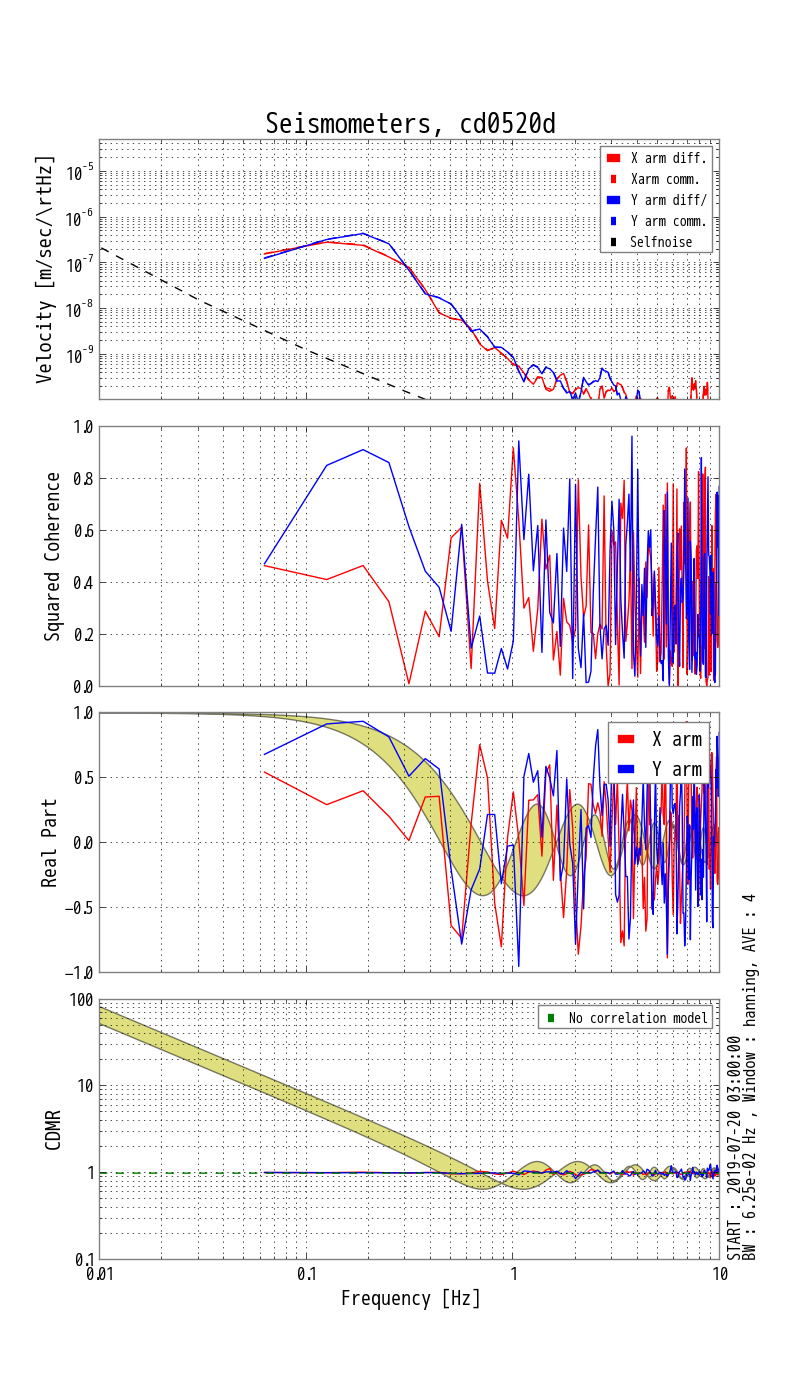 Seismometers, cd0520d
Velocity [m/sec/\rtHz]
10^-5
10^-6
10^-7
10^-8
10^-9
X arm diff.
Xarm comm.
Y arm diff/
Y arm comm.
Selfnoise
Squared Coherence
1.0
0.8
0.6
0.4
0.2
0.0
Real Part
1.0
0.5
0.0
−0.5
−1.0
X arm
Y arm
CDMR
100
10
1
0.1
No correlation model
0.01
0.1
1
10
Frequency [Hz]
START : 2019-07-20 03:00:00
BW : 6.25e-02 Hz , Window : hanning, AVE : 4